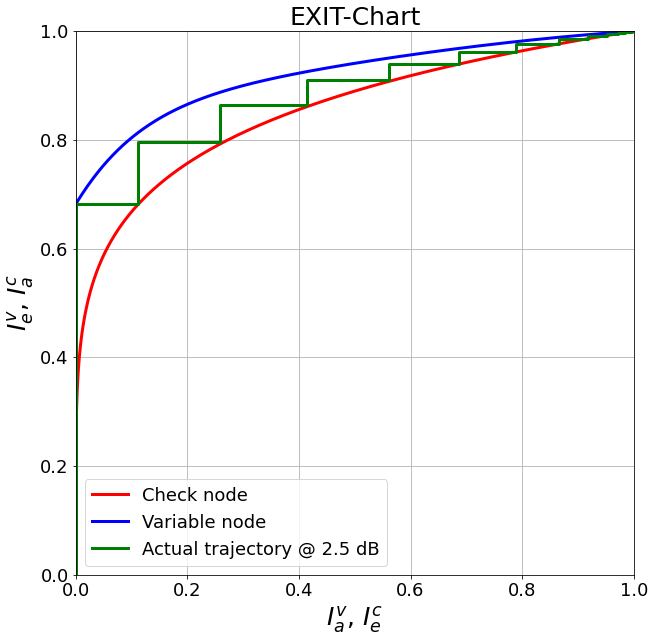 EXIT-Chart
1.0
0.8
0.6
0.4
0.2
0.0
I_e^v, I_a^c
Check node
Variable node
Actual trajectory @ 2.5 dB
0.0 0.2 0.4 0.6 0.8 1.0
I_a^v, I_e^c